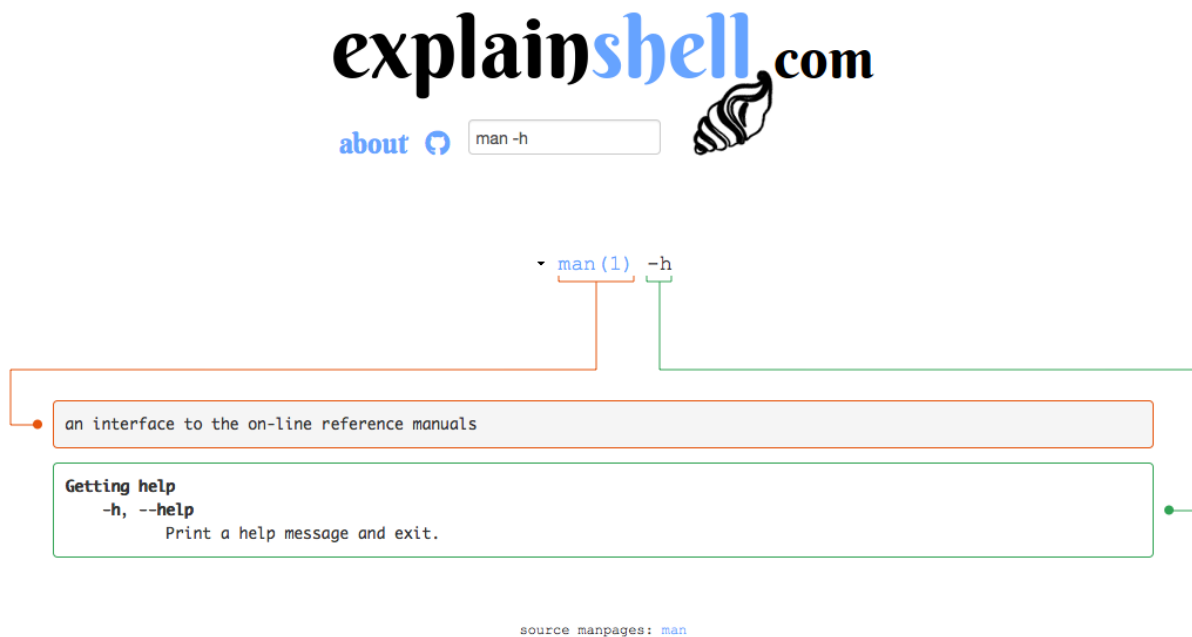 explainshell.com
about man -h
man(1) -h
an interface to the on-line reference manuals
Getting help
-h, --help
Print a help message and exit.
source manpages: man